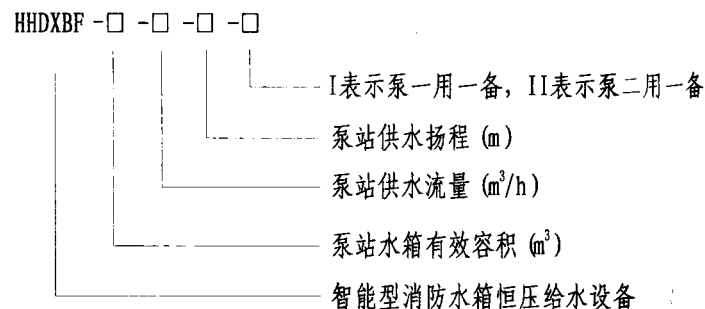 HHDXBF -□ -□ -□ -□
I表示泵一用一备, II表示泵二用一备
泵站供水扬程 (m)
泵站供水流量 (m³/h)
泵站水箱有效容积 (m³)
智能型消防水箱恒压给水设备